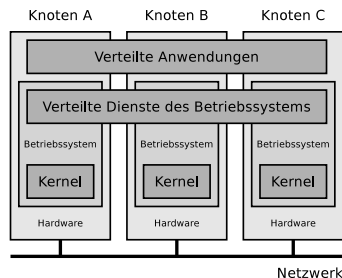 Knoten A Knoten B Knoten C
Verteilte Anwendungen
Verteilte Dienste des Betriebssystems
Betriebssystem Betriebssystem Betriebssystem
Kernel Kernel Kernel
Hardware Hardware Hardware
Netzwerk